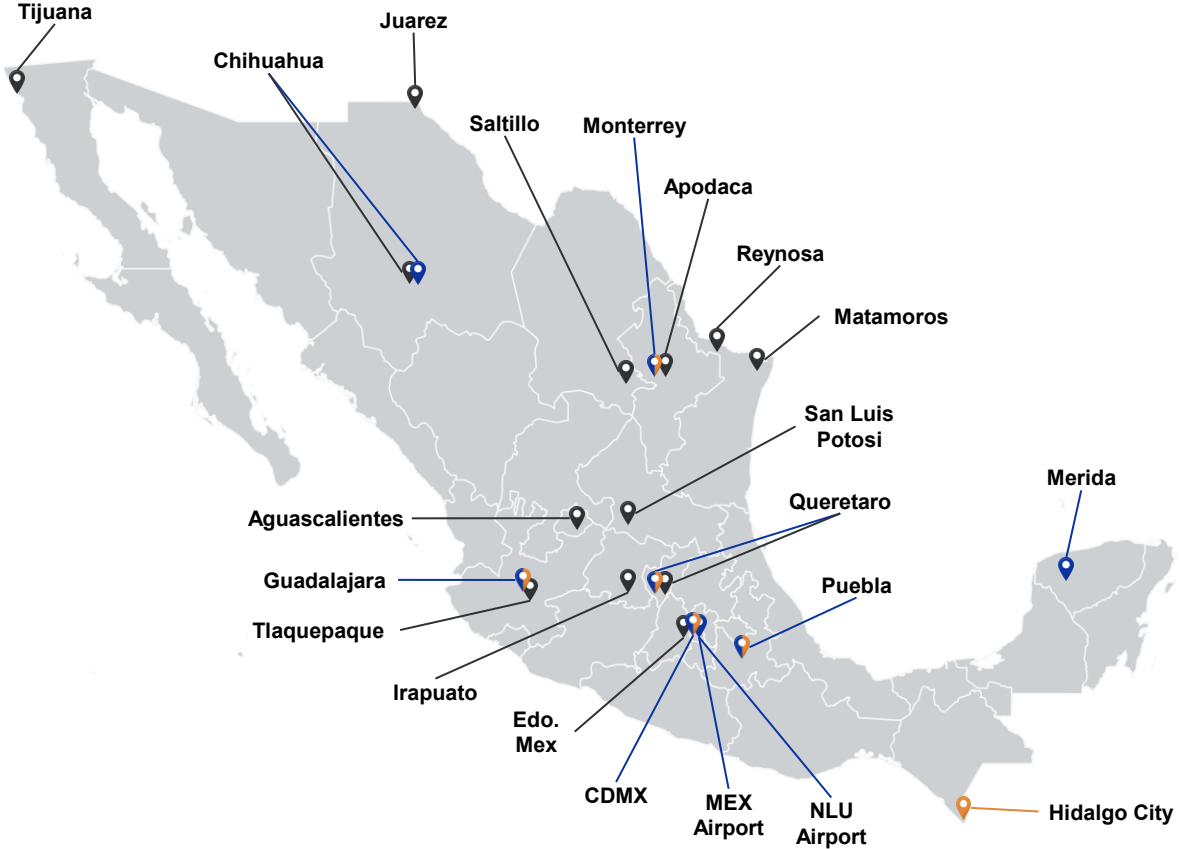 Tijuana
Juarez
Chihuahua
Saltillo
Monterrey
Apodaca
Reynosa
Matamoros
San Luis
Potosi
Merida
Queretaro
Aguascalientes
Guadalajara
Puebla
Tlaquepaque
Irapuato
Edo.
Mex
CDMX
MEX
Airport
NLU
Airport
Hidalgo City